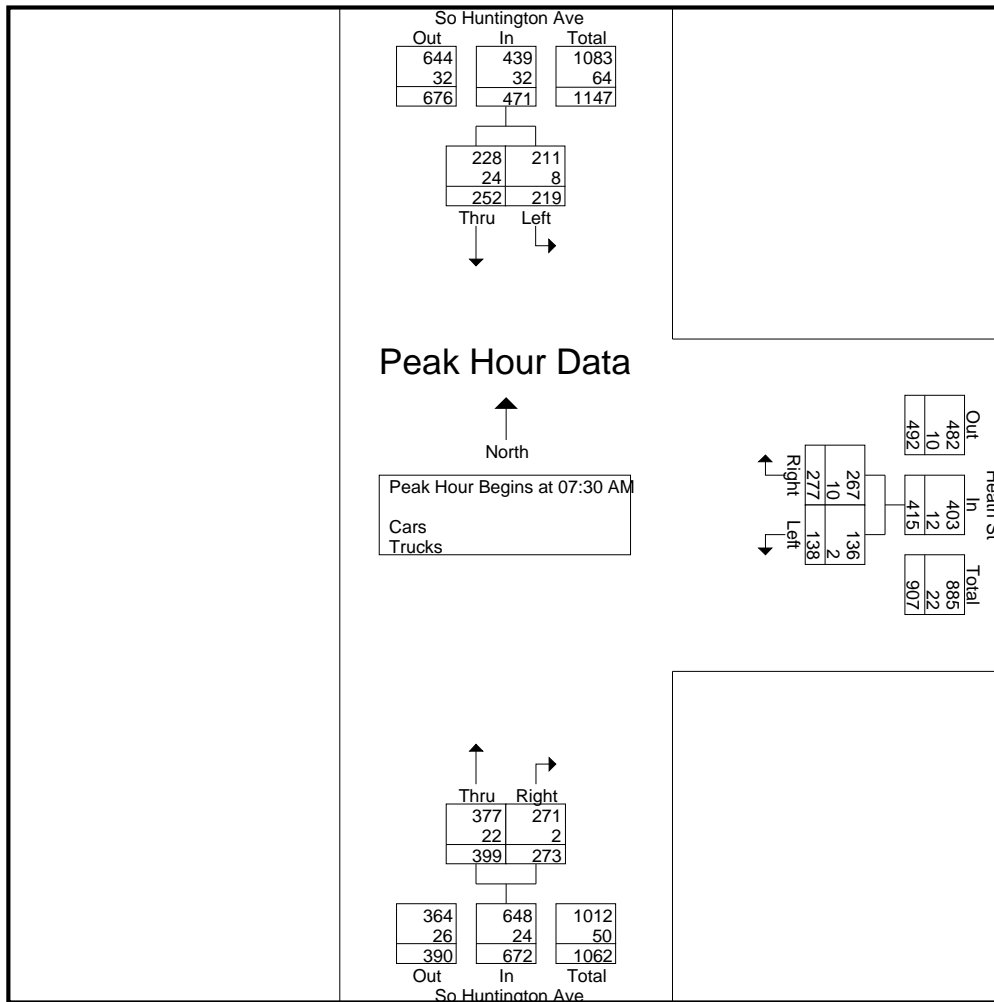 So Huntington Ave
Out In Total
644 439 1083
32 32 64
676 471 1147
228 211
24 8
252 219
Thru Left
Peak Hour Data
North
Peak Hour Begins at 07:30 AM
Cars
Trucks
Right Left
267 136
10 2
277 138
Heath St
Out In Total
482 403 885
10 12 22
492 415 907
Thru Right
377 271
22 2
399 273
364 648 1012
26 24 50
390 672 1062
Out In Total
So Huntington Ave